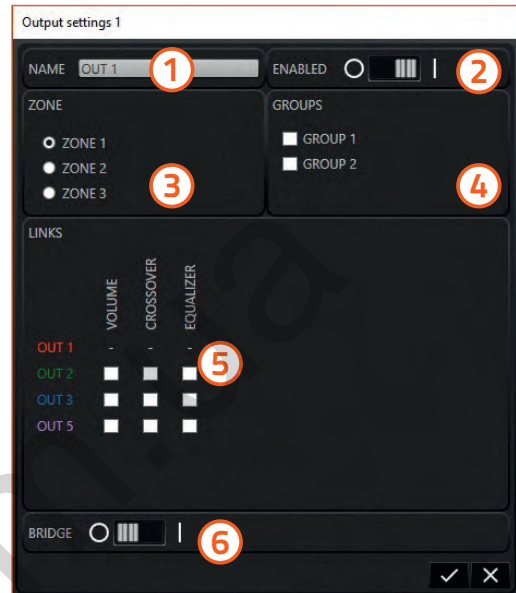 Output settings 1
NAME OUT 1 1
ENABLED 2
ZONE
ZONE 1
ZONE 2
ZONE 3
3
GROUPS
GROUP 1
GROUP 2
4
LINKS
VOLUME CROSSOVER EQUALIZER
OUT 1 - - -
OUT 2
OUT 3
OUT 5
5
BRIDGE 6